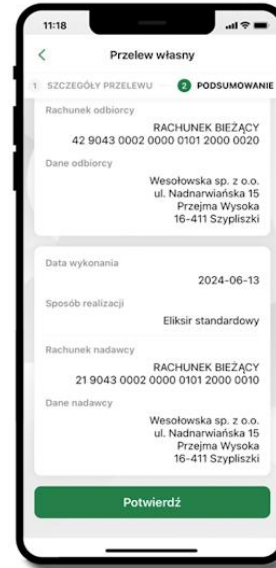 11:18
Przelew własny
1 SZCZEGÓŁY PRZELEWU 2 PODSUMOWANIE
Rachunek odbiorcy
RACHUNEK BIEŻĄCY
42 9043 0002 0000 0101 2000 0020
Dane odbiorcy
Wesołowska sp. z o.o.
ul. Nadnarwiańska 15
Przejma Wysoka
16-411 Szypliszki
Data wykonania
2024-06-13
Sposób realizacji
Eliksir standardowy
Rachunek nadawcy
RACHUNEK BIEŻĄCY
21 9043 0002 0000 0101 2000 0010
Dane nadawcy
Wesołowska sp. z o.o.
ul. Nadnarwiańska 15
Przejma Wysoka
16-411 Szypliszki
Potwierdź